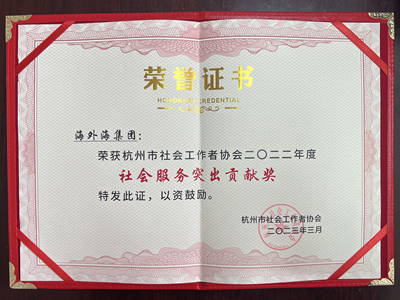 荣誉证书
HONORARY CREDENTIAL
海外海集团：
荣获杭州市社会工作者协会二〇二二年度
社会服务突出贡献奖
特发此证，以资鼓励。
杭州市社会工作者协会
二〇二三年三月